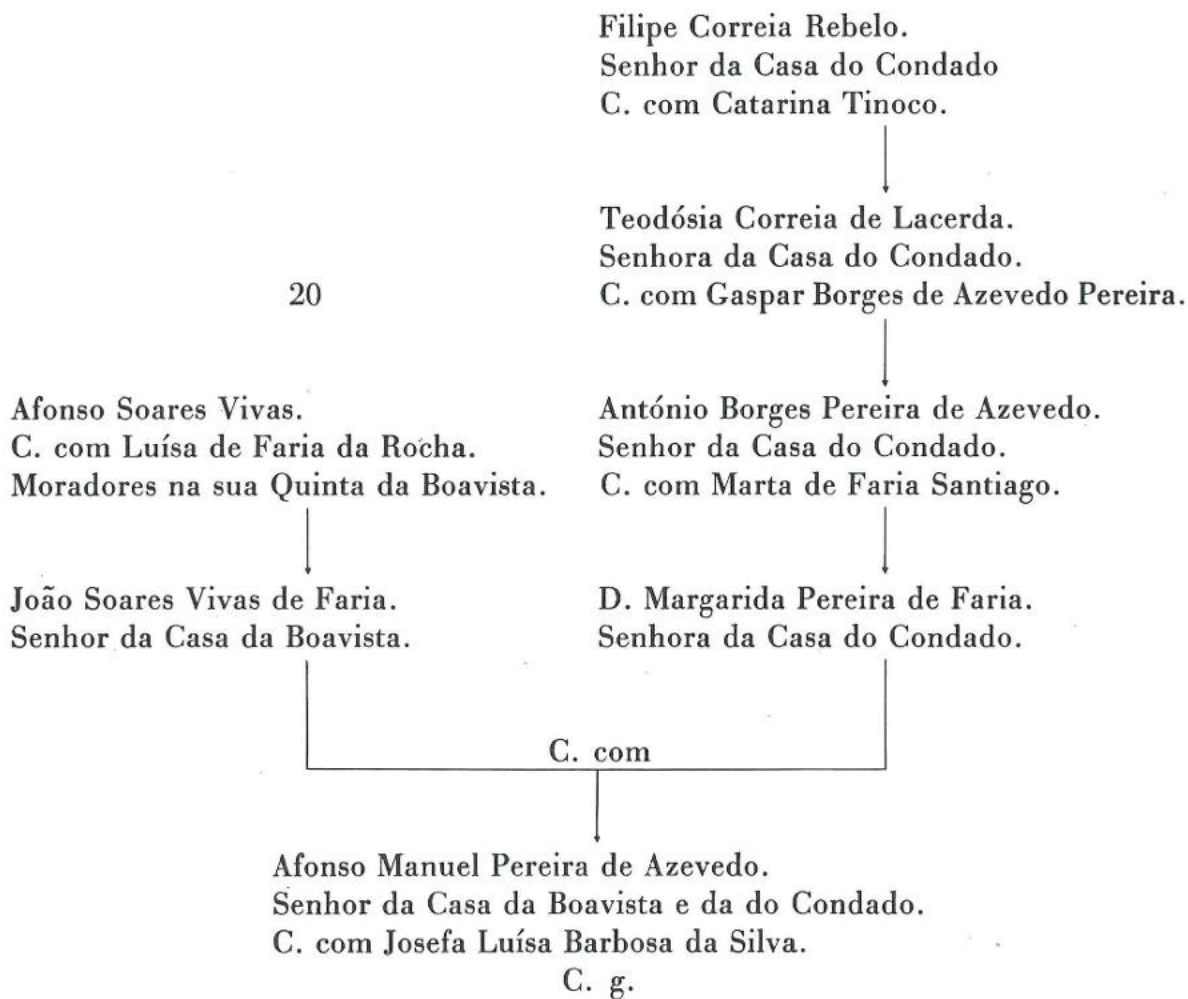 Filipe Correia Rebelo.
Senhor da Casa do Condado
C. com Catarina Tinoco.
Teodósia Correia de Lacerda.
Senhora da Casa do Condado.
C. com Gaspar Borges de Azevedo Pereira.
20
Afonso Soares Vivas.
C. com Luísa de Faria da Rocha.
Moradores na sua Quinta da Boavista.
António Borges Pereira de Azevedo.
Senhor da Casa do Condado.
C. com Marta de Faria Santiago.
João Soares Vivas de Faria.
Senhor da Casa da Boavista.
D. Margarida Pereira de Faria.
Senhora da Casa do Condado.
C. com
Afonso Manuel Pereira de Azevedo.
Senhor da Casa da Boavista e da do Condado.
C. com Josefa Luísa Barbosa da Silva.
C. g.